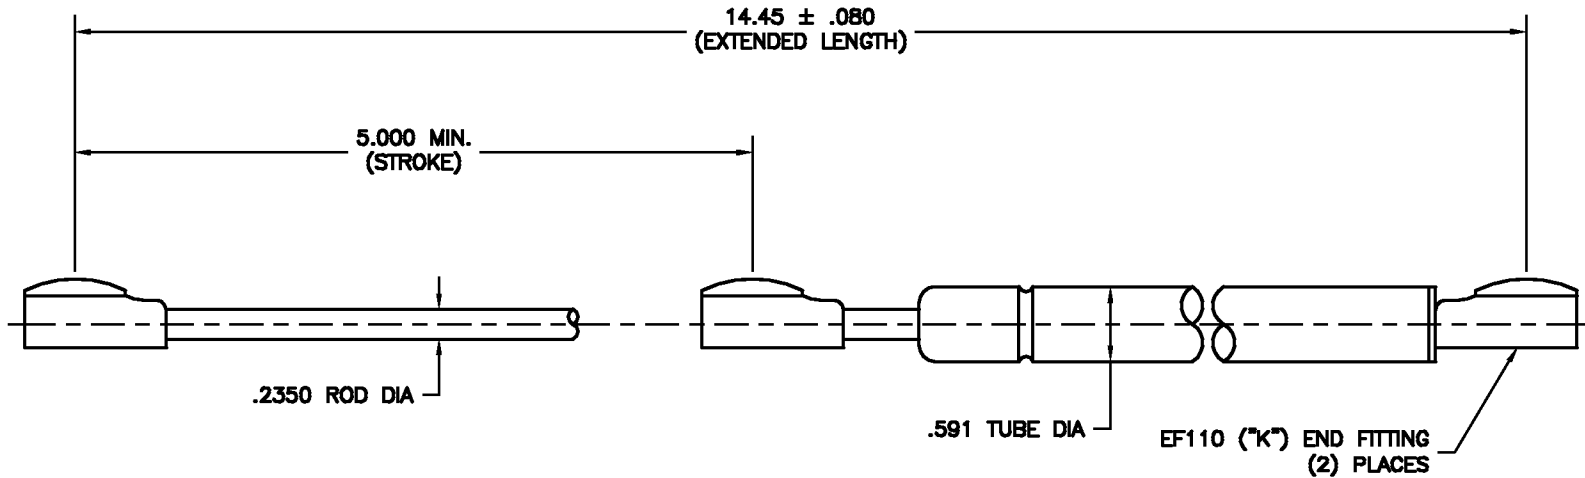 14.45 ± .080
(EXTENDED LENGTH)
5.000 MIN.
(STROKE)
.2350 ROD DIA
.591 TUBE DIA
EF110 ("K") END FITTING
(2) PLACES